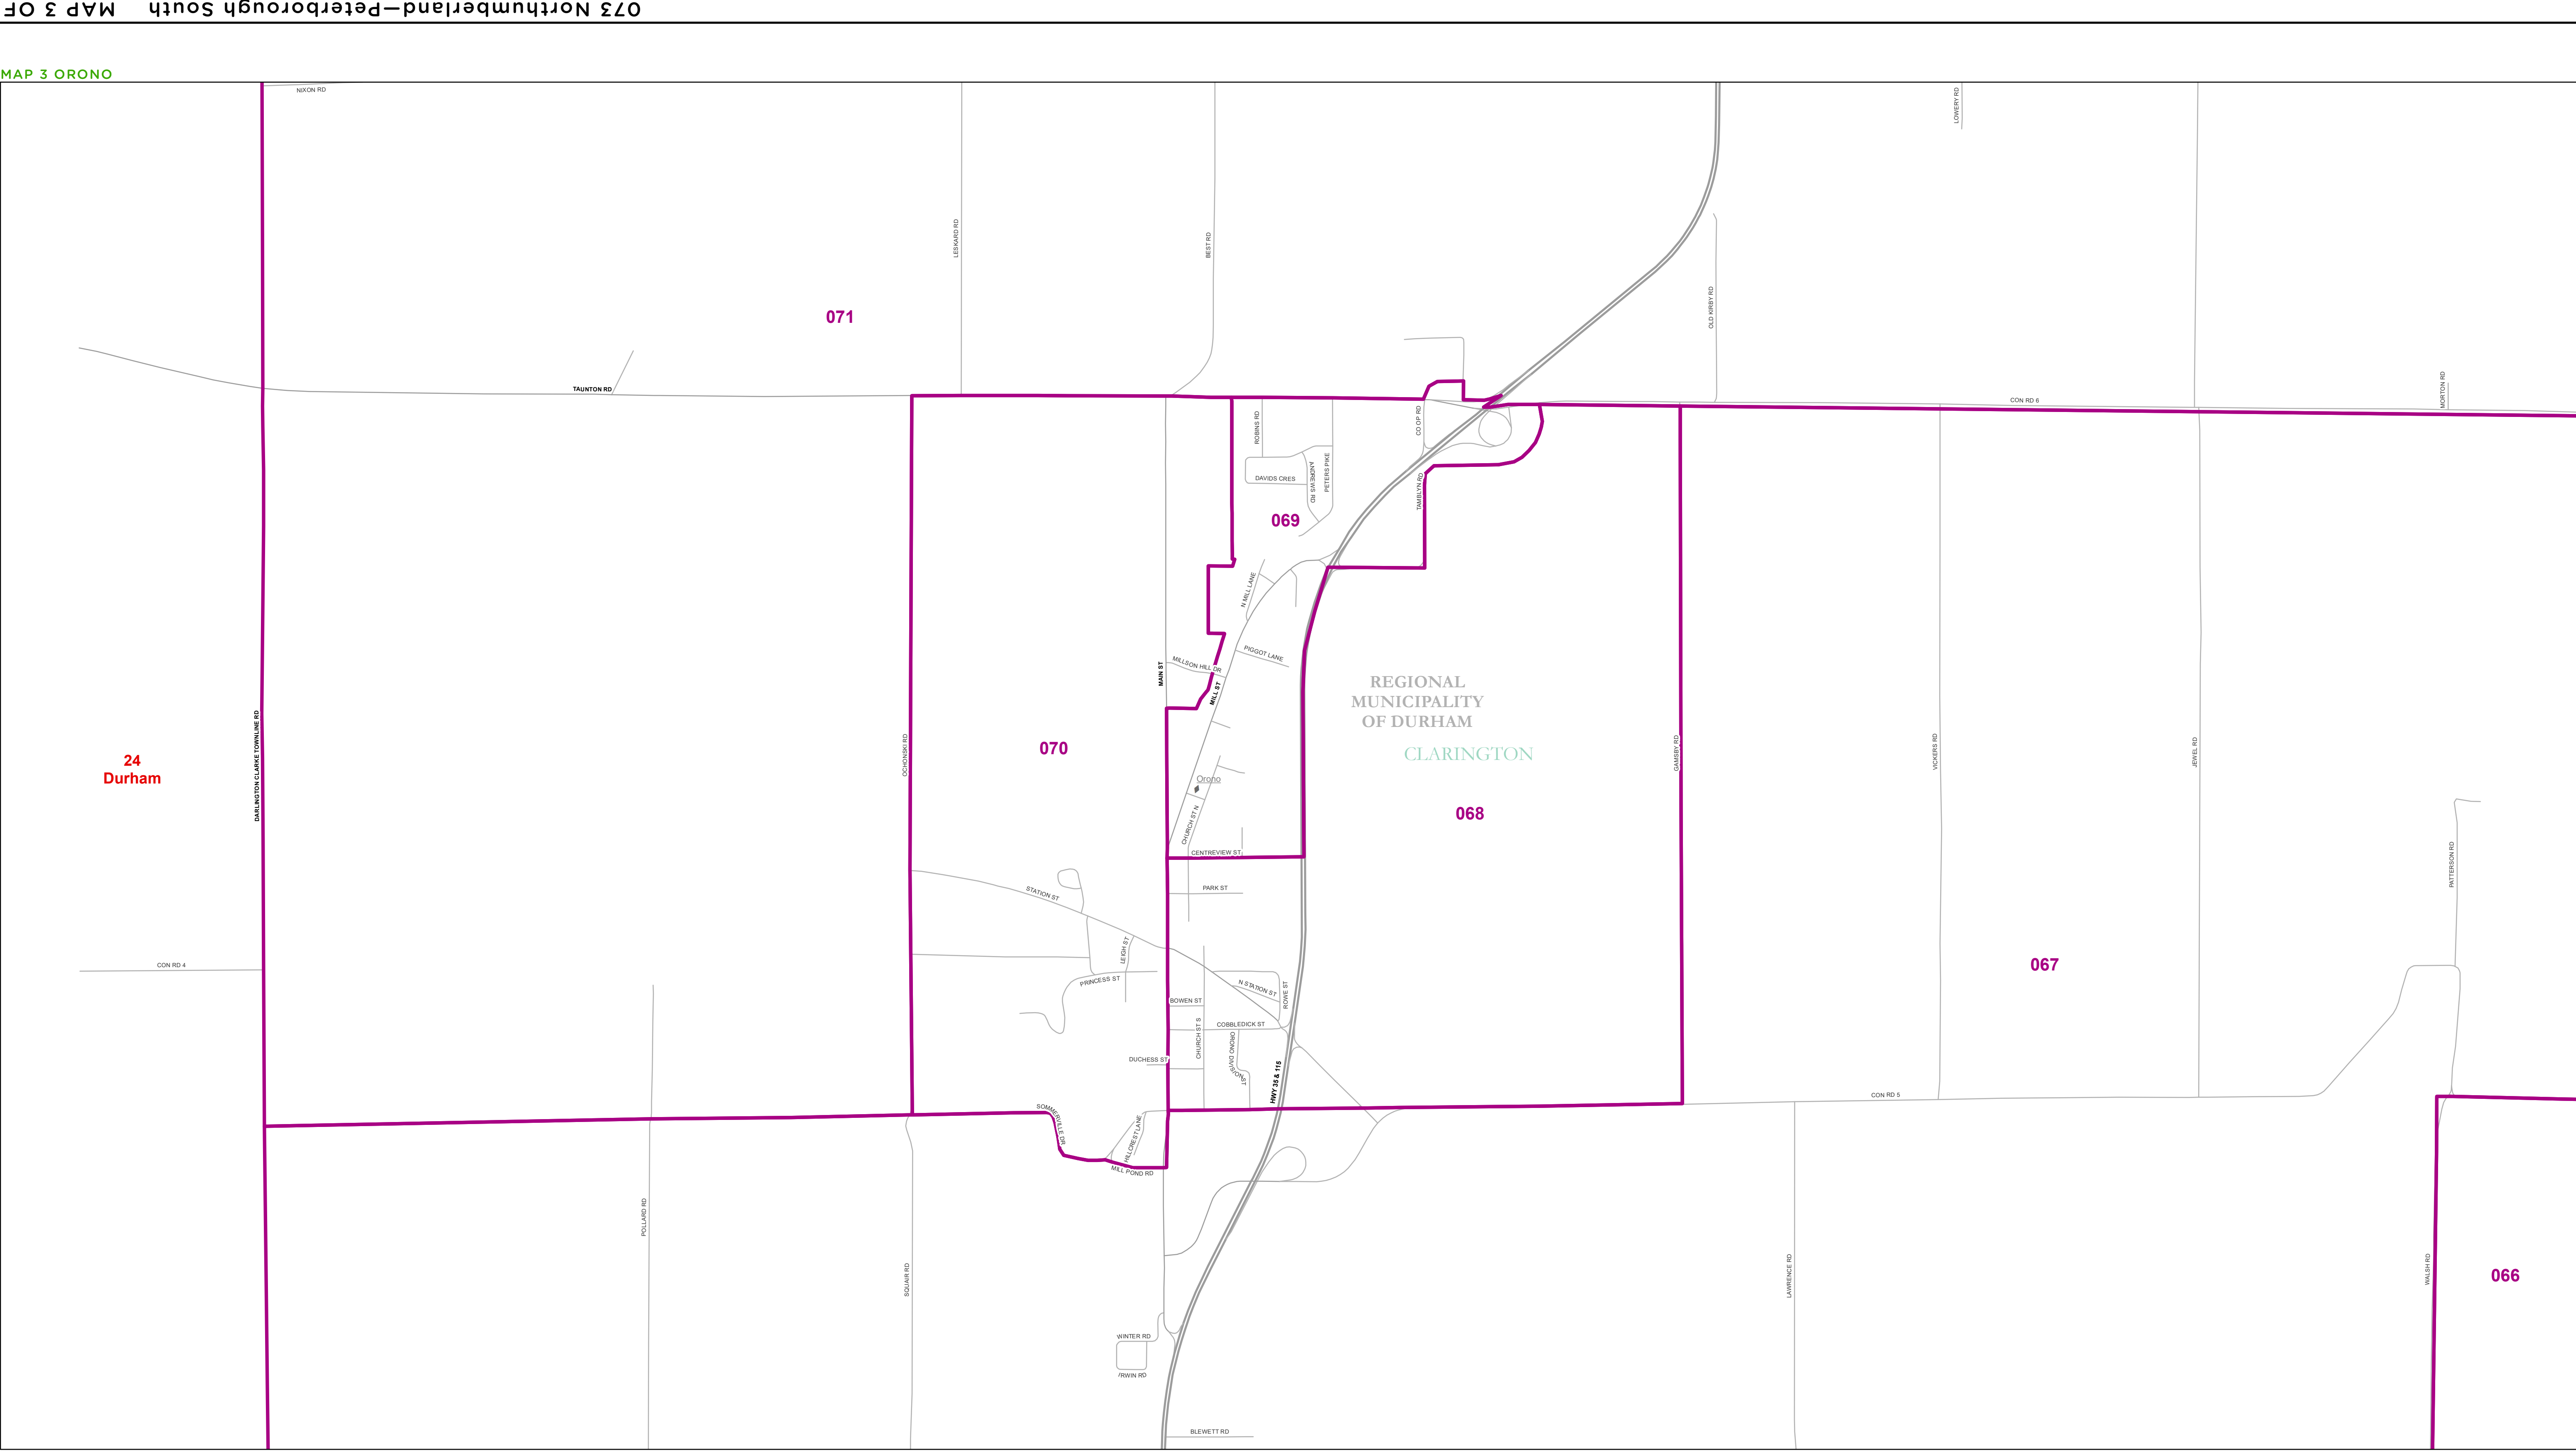 073 Northumberland—Peterborough South MAP 3 OF
MAP 3 ORONO
NIXON RD
LOWERY RD
LESKARD RD
BEST RD
OLD KIRBY RD
071
TAUNTON RD
MORTON RD
CON RD 6
ROBINS RD
CO OP RD
DAVIDS CRES
ANDREWS RD
PETERS PIKE
TAMBLYN RD
069
N MILL LANE
PIGGOT LANE
MILLSON HILL DR
MAIN ST
MILL ST
REGIONAL
MUNICIPALITY
OF DURHAM
CLARINGTON
DARLINGTON CLARKE TOWNLINE RD
24
Durham
OCHONSKI RD
070
GAMSBY RD
VICKERS RD
JEWEL RD
Orono
068
CHURCH ST N
CENTREVIEW ST
PATTERSON RD
PARK ST
STATION ST
LEIGH ST
CON RD 4
067
PRINCESS ST
N STATION ST
ROWE ST
BOWEN ST
COBBLEDICK ST
CHURCH ST S
ORONO DIVISION ST
DUCHESS ST
HWY 35 & 115
CON RD 5
SOMMERVILLE DR
HILLCREST LANE
MILL POND RD
POLLARD RD
SQUAIR RD
LAWRENCE RD
WALSH RD
066
WINTER RD
IRWIN RD
BLEWETT RD